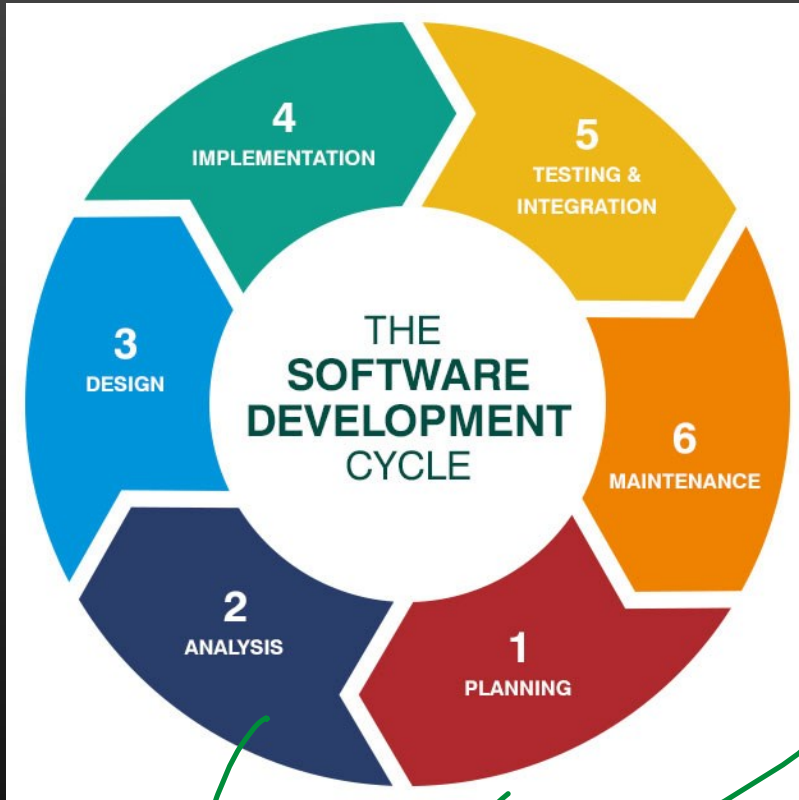 THE
SOFTWARE
DEVELOPMENT
CYCLE
1
PLANNING
2
ANALYSIS
3
DESIGN
4
IMPLEMENTATION
5
TESTING &
INTEGRATION
6
MAINTENANCE